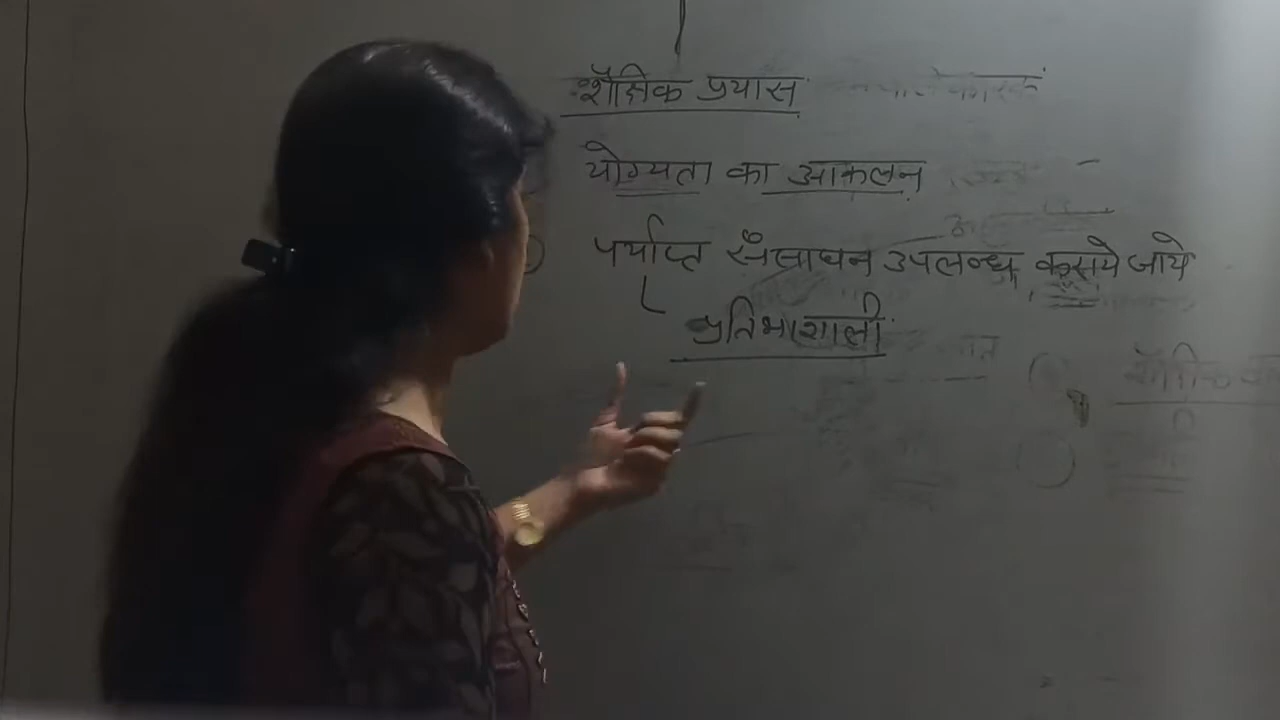 शैक्षिक प्रयास
योग्यता का आकलन
पर्याप्त संसाधन उपलब्ध कराये जाये
प्रतिभाशाली